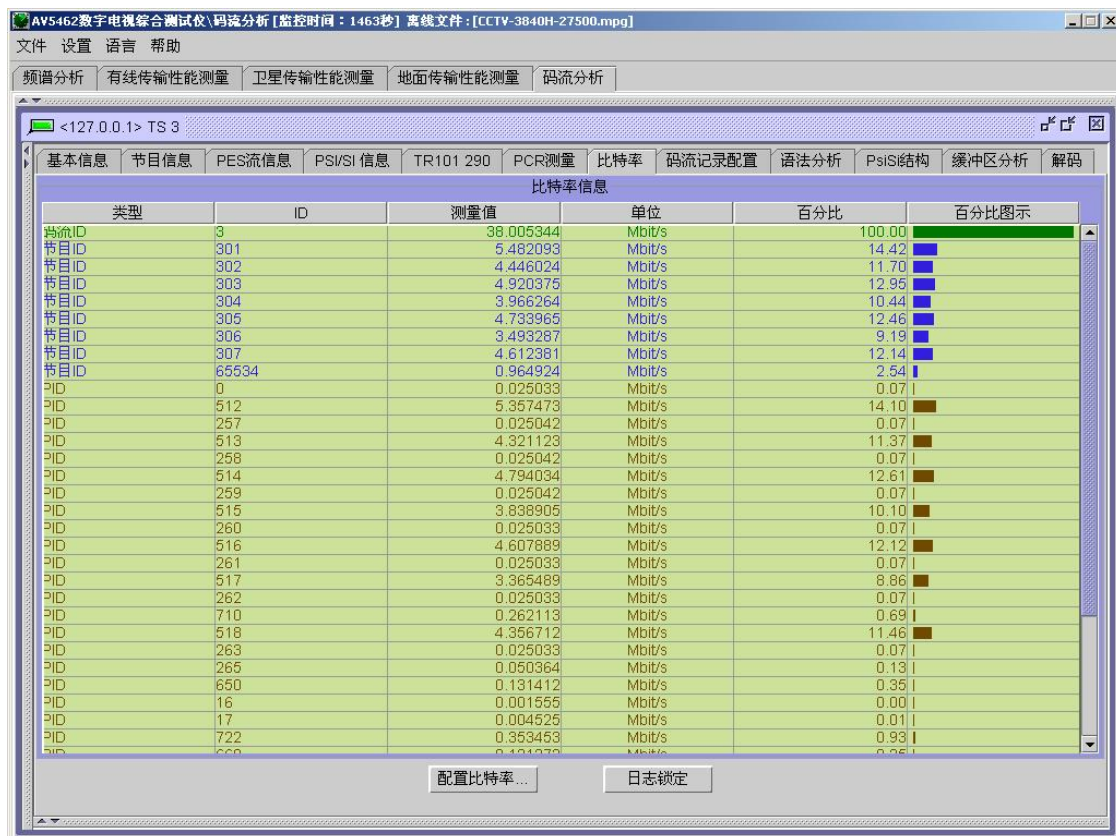 AV5462数字电视综合测试仪\码流分析[监控时间：1463秒] 离线文件:[CCTV-3840H-27500.mpg]
文件 设置 语言 帮助
频谱分析 有线传输性能测量 卫星传输性能测量 地面传输性能测量 码流分析
<127.0.0.1> TS 3
基本信息 节目信息 PES流信息 PSI/SI 信息 TR101 290 PCR测量 比特率 码流记录配置 语法分析 PsiSi结构 缓冲区分析 解码
比特率信息
类型 ID 测量值 单位 百分比 百分比图示
码流ID 3 38.005344 Mbit/s 100.00
节目ID 301 5.482093 Mbit/s 14.42
节目ID 302 4.446024 Mbit/s 11.70
节目ID 303 4.920375 Mbit/s 12.95
节目ID 304 3.966264 Mbit/s 10.44
节目ID 305 4.733965 Mbit/s 12.46
节目ID 306 3.493287 Mbit/s 9.19
节目ID 307 4.612381 Mbit/s 12.14
节目ID 65534 0.964924 Mbit/s 2.54
PID 0 0.025033 Mbit/s 0.07
PID 512 5.357473 Mbit/s 14.10
PID 257 0.025042 Mbit/s 0.07
PID 513 4.321123 Mbit/s 11.37
PID 258 0.025042 Mbit/s 0.07
PID 514 4.794034 Mbit/s 12.61
PID 259 0.025042 Mbit/s 0.07
PID 515 3.838905 Mbit/s 10.10
PID 260 0.025033 Mbit/s 0.07
PID 516 4.607889 Mbit/s 12.12
PID 261 0.025033 Mbit/s 0.07
PID 517 3.365489 Mbit/s 8.86
PID 262 0.025033 Mbit/s 0.07
PID 710 0.262113 Mbit/s 0.69
PID 518 4.356712 Mbit/s 11.46
PID 263 0.025033 Mbit/s 0.07
PID 265 0.050364 Mbit/s 0.13
PID 650 0.131412 Mbit/s 0.35
PID 16 0.001555 Mbit/s 0.00
PID 17 0.004525 Mbit/s 0.01
PID 722 0.353453 Mbit/s 0.93
配置比特率... 日志锁定